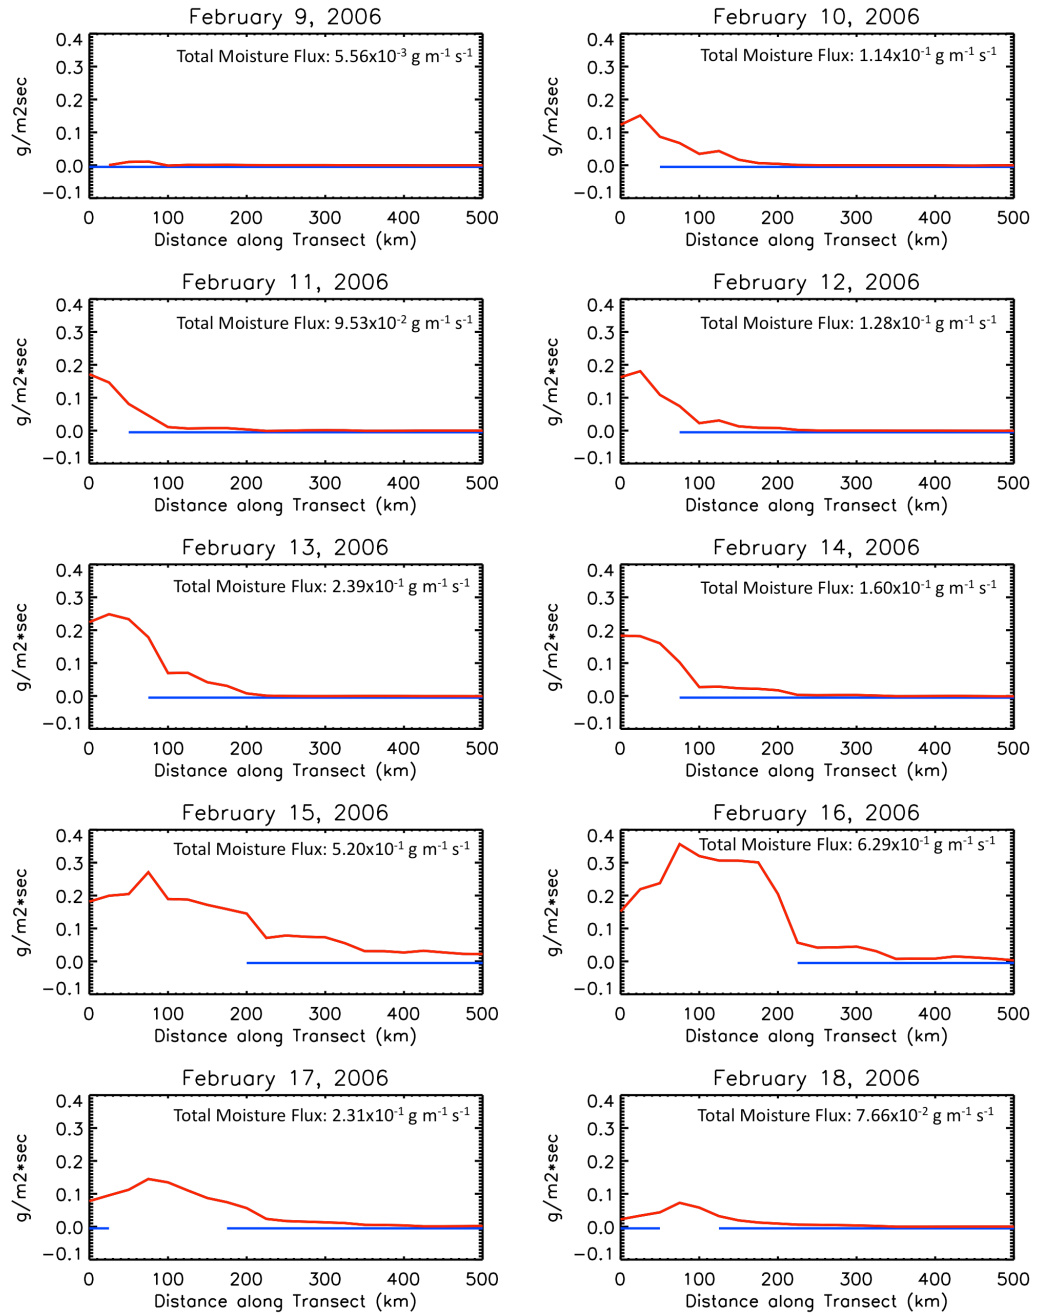 February 9, 2006
0.4
0.3
0.2
0.1
0.0
−0.1
g/m2sec
Total Moisture Flux: 5.56x10⁻³ g m⁻¹ s⁻¹
0 100 200 300 400 500
Distance along Transect (km)
February 10, 2006
0.4
0.3
0.2
0.1
0.0
−0.1
g/m2*sec
Total Moisture Flux: 1.14x10⁻¹ g m⁻¹ s⁻¹
0 100 200 300 400 500
Distance along Transect (km)
February 11, 2006
0.4
0.3
0.2
0.1
0.0
−0.1
g/m2*sec
Total Moisture Flux: 9.53x10⁻² g m⁻¹ s⁻¹
0 100 200 300 400 500
Distance along Transect (km)
February 12, 2006
0.4
0.3
0.2
0.1
0.0
−0.1
g/m2*sec
Total Moisture Flux: 1.28x10⁻¹ g m⁻¹ s⁻¹
0 100 200 300 400 500
Distance along Transect (km)
February 13, 2006
0.4
0.3
0.2
0.1
0.0
−0.1
g/m2*sec
Total Moisture Flux: 2.39x10⁻¹ g m⁻¹ s⁻¹
0 100 200 300 400 500
Distance along Transect (km)
February 14, 2006
0.4
0.3
0.2
0.1
0.0
−0.1
g/m2*sec
Total Moisture Flux: 1.60x10⁻¹ g m⁻¹ s⁻¹
0 100 200 300 400 500
Distance along Transect (km)
February 15, 2006
0.4
0.3
0.2
0.1
0.0
−0.1
g/m2*sec
Total Moisture Flux: 5.20x10⁻¹ g m⁻¹ s⁻¹
0 100 200 300 400 500
Distance along Transect (km)
February 16, 2006
0.4
0.3
0.2
0.1
0.0
−0.1
g/m2*sec
Total Moisture Flux: 6.29x10⁻¹ g m⁻¹ s⁻¹
0 100 200 300 400 500
Distance along Transect (km)
February 17, 2006
0.4
0.3
0.2
0.1
0.0
−0.1
g/m2*sec
Total Moisture Flux: 2.31x10⁻¹ g m⁻¹ s⁻¹
0 100 200 300 400 500
Distance along Transect (km)
February 18, 2006
0.4
0.3
0.2
0.1
0.0
−0.1
g/m2*sec
Total Moisture Flux: 7.66x10⁻² g m⁻¹ s⁻¹
0 100 200 300 400 500
Distance along Transect (km)